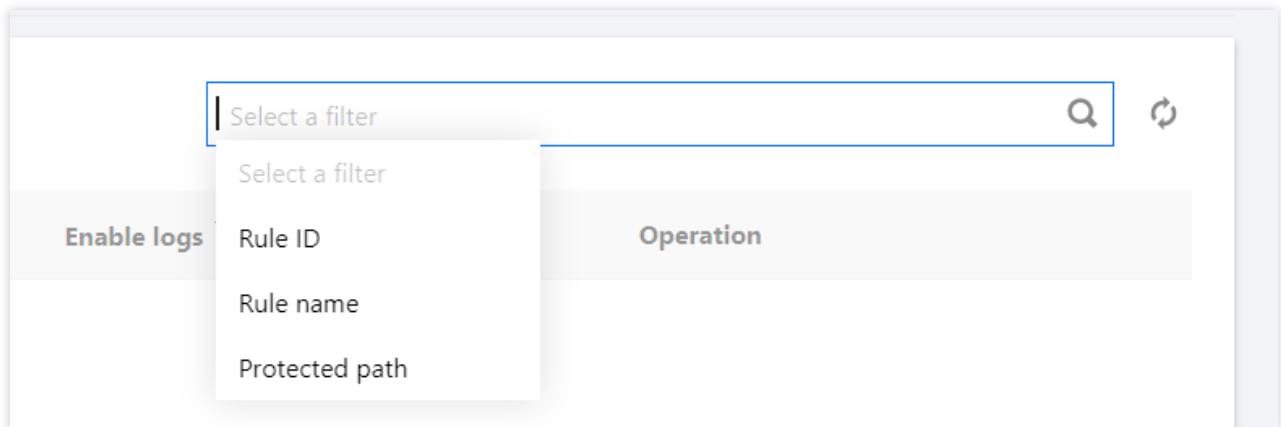 Select a filter
Select a filter
Enable logs Rule ID Operation
Rule name
Protected path